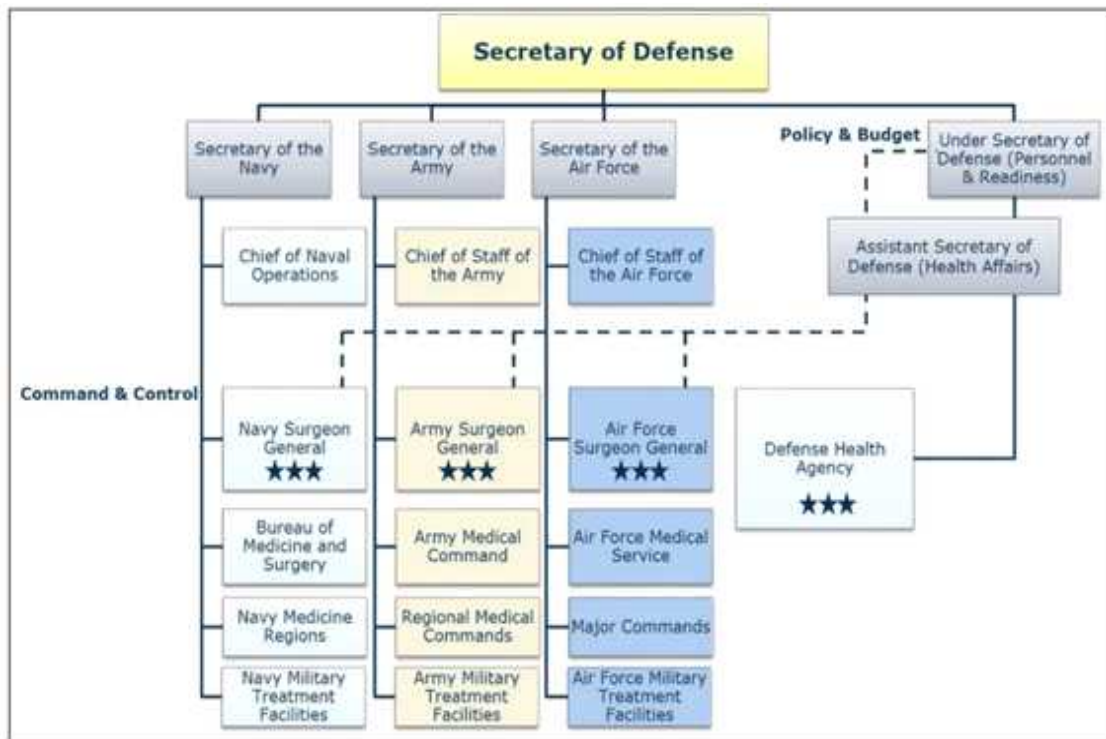 Secretary of Defense
Secretary of the
Navy
Secretary of the
Army
Secretary of the
Air Force
Policy & Budget
Under Secretary of
Defense (Personnel
& Readiness)
Chief of Naval
Operations
Chief of Staff of
the Army
Chief of Staff of
the Air Force
Assistant Secretary of
Defense (Health Affairs)
Command & Control
Navy Surgeon
General
Army Surgeon
General
Air Force
Surgeon General
Defense Health
Agency
Bureau of
Medicine and
Surgery
Army Medical
Command
Air Force Medical
Service
Navy Medicine
Regions
Regional Medical
Commands
Major Commands
Navy Military
Treatment
Facilities
Army Military
Treatment
Facilities
Air Force Military
Treatment
Facilities